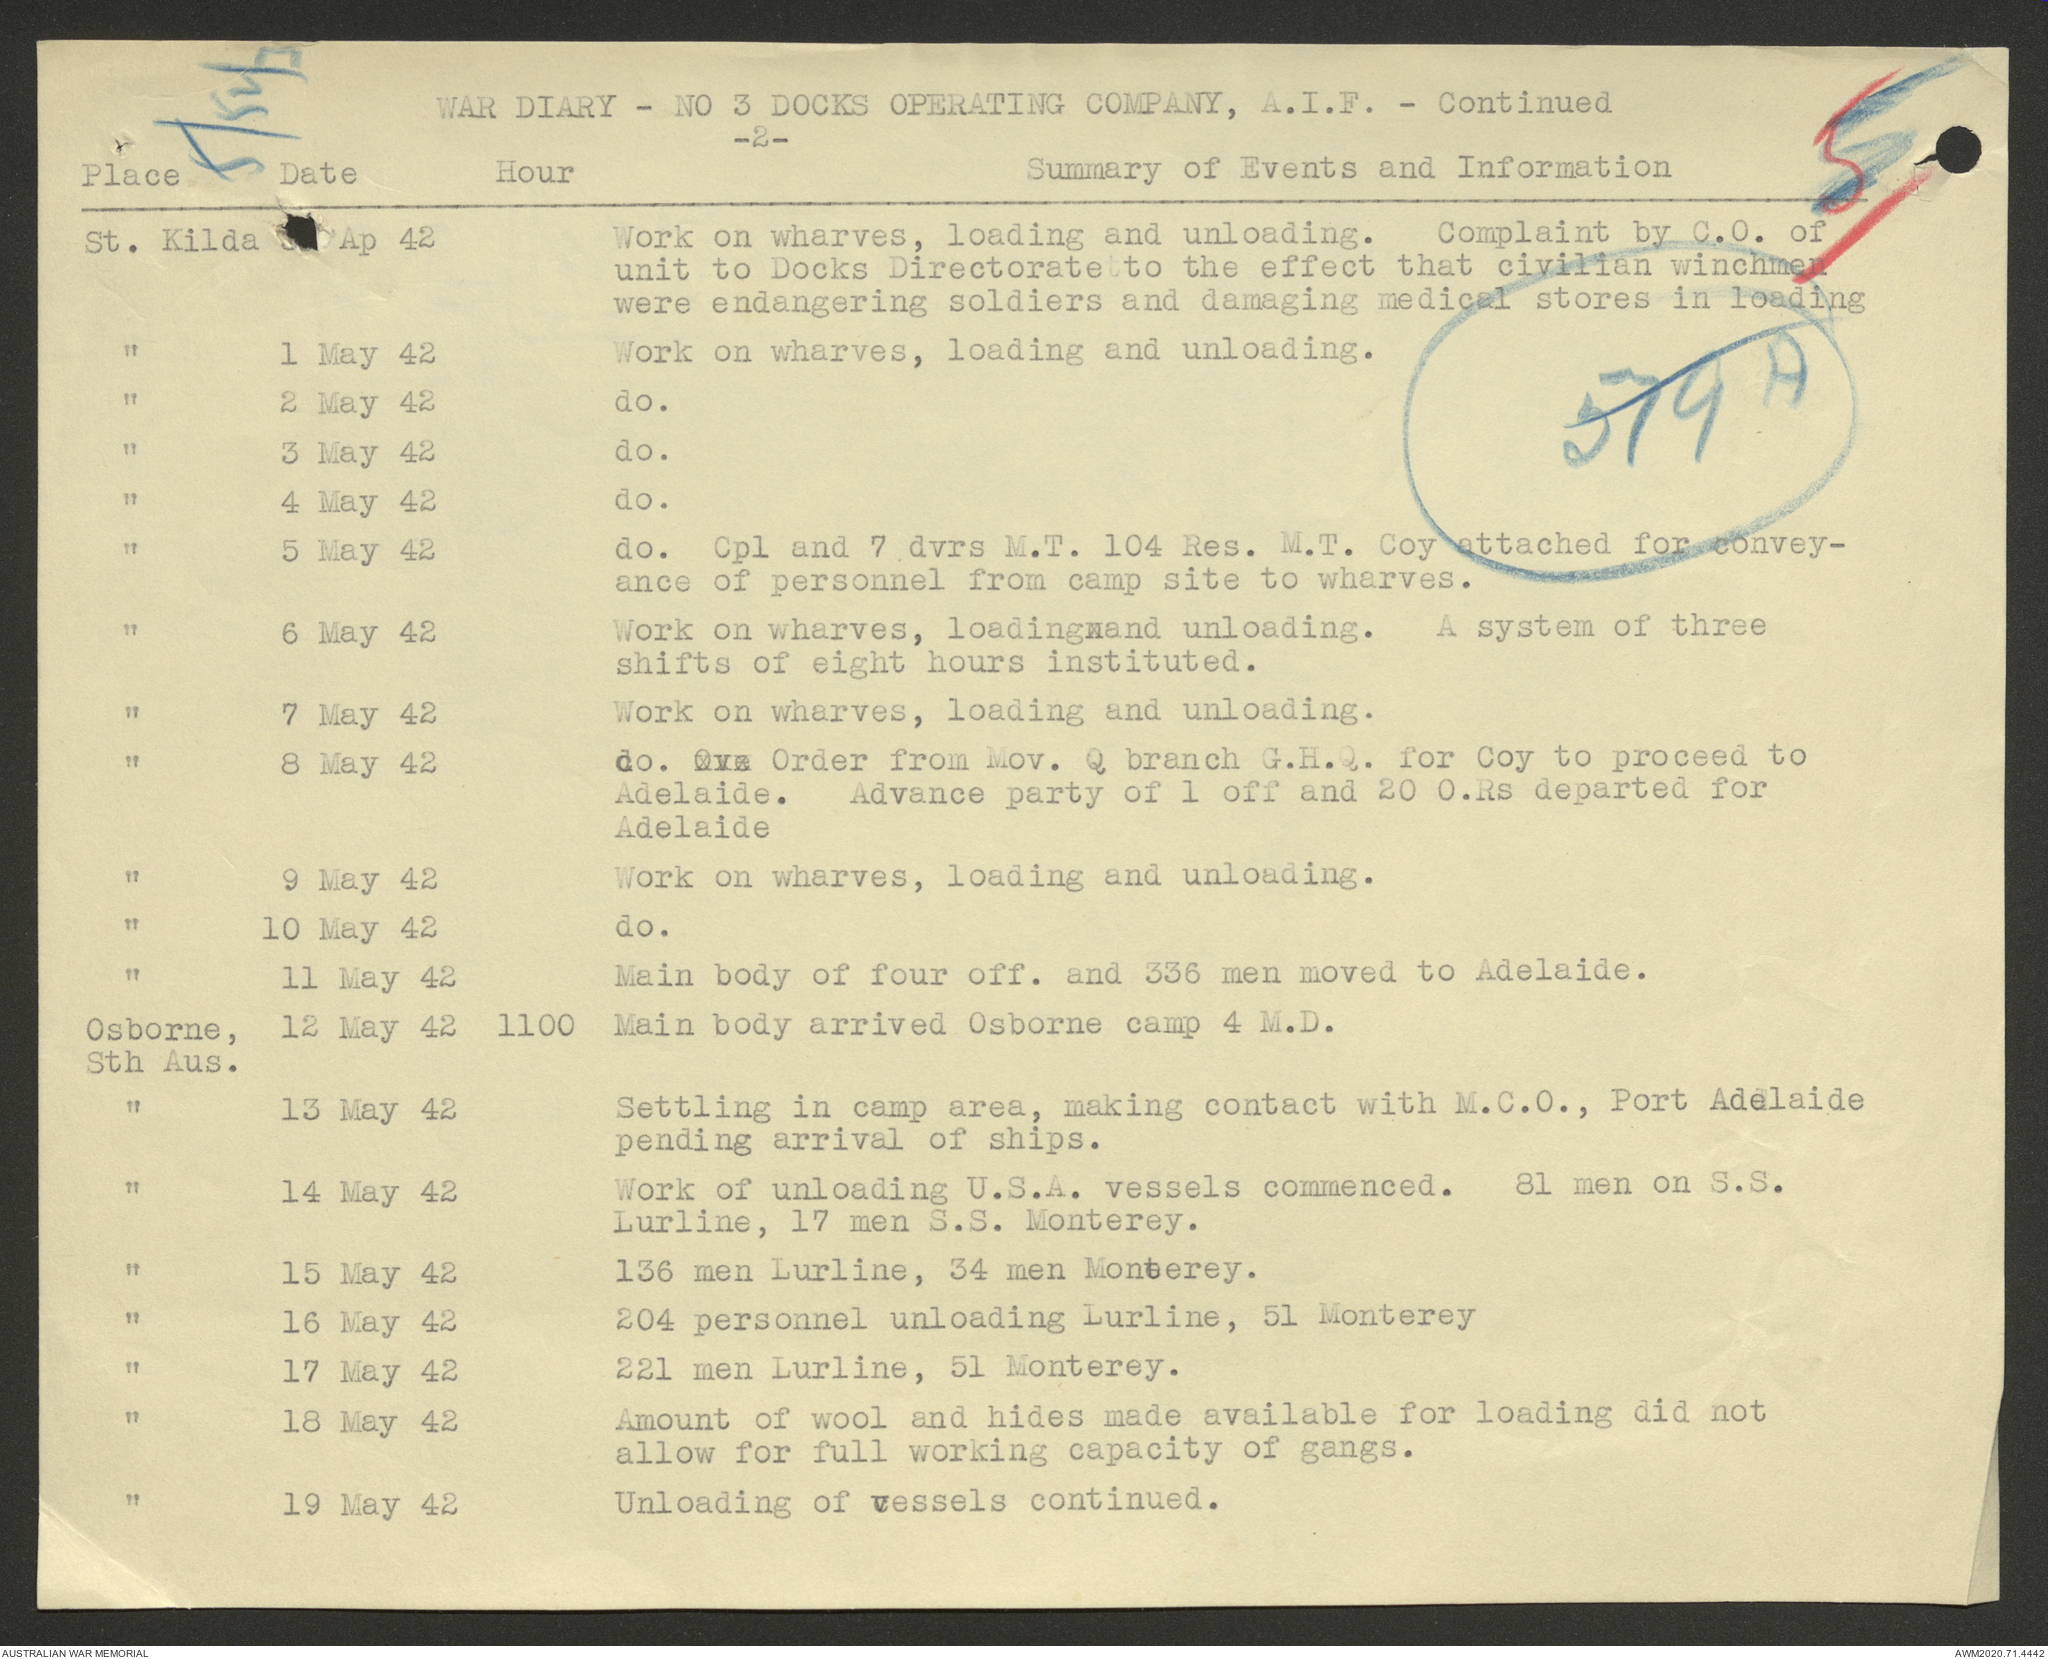 5/15/3
WAR DIARY - NO 3 DOCKS OPERATING COMPANY, A.I.F. - Continued
-2-
5
Place Date Hour Summary of Events and Information
St. Kilda Ap 42 Work on wharves, loading and unloading. Complaint by C.O. of
unit to Docks Directorate to the effect that civilian winchmen
were endangering soldiers and damaging medical stores in loading
" 1 May 42 Work on wharves, loading and unloading.
579 A
" 2 May 42 do.
" 3 May 42 do.
" 4 May 42 do.
" 5 May 42 do. Cpl and 7 dvrs M.T. 104 Res. M.T. Coy attached for convey-
ance of personnel from camp site to wharves.
" 6 May 42 Work on wharves, loadingxand unloading. A system of three
shifts of eight hours instituted.
" 7 May 42 Work on wharves, loading and unloading.
" 8 May 42 do. Order from Mov. Q branch G.H.Q. for Coy to proceed to
Adelaide. Advance party of 1 off and 20 O.Rs departed for
Adelaide
" 9 May 42 Work on wharves, loading and unloading.
" 10 May 42 do.
" 11 May 42 Main body of four off. and 336 men moved to Adelaide.
Osborne, 12 May 42 1100 Main body arrived Osborne camp 4 M.D.
Sth Aus.
" 13 May 42 Settling in camp area, making contact with M.C.O., Port Adelaide
pending arrival of ships.
" 14 May 42 Work of unloading U.S.A. vessels commenced. 81 men on S.S.
Lurline, 17 men S.S. Monterey.
" 15 May 42 136 men Lurline, 34 men Monterey.
" 16 May 42 204 personnel unloading Lurline, 51 Monterey
" 17 May 42 221 men Lurline, 51 Monterey.
" 18 May 42 Amount of wool and hides made available for loading did not
allow for full working capacity of gangs.
" 19 May 42 Unloading of vessels continued.
AUSTRALIAN WAR MEMORIAL AWM2020.71.4442